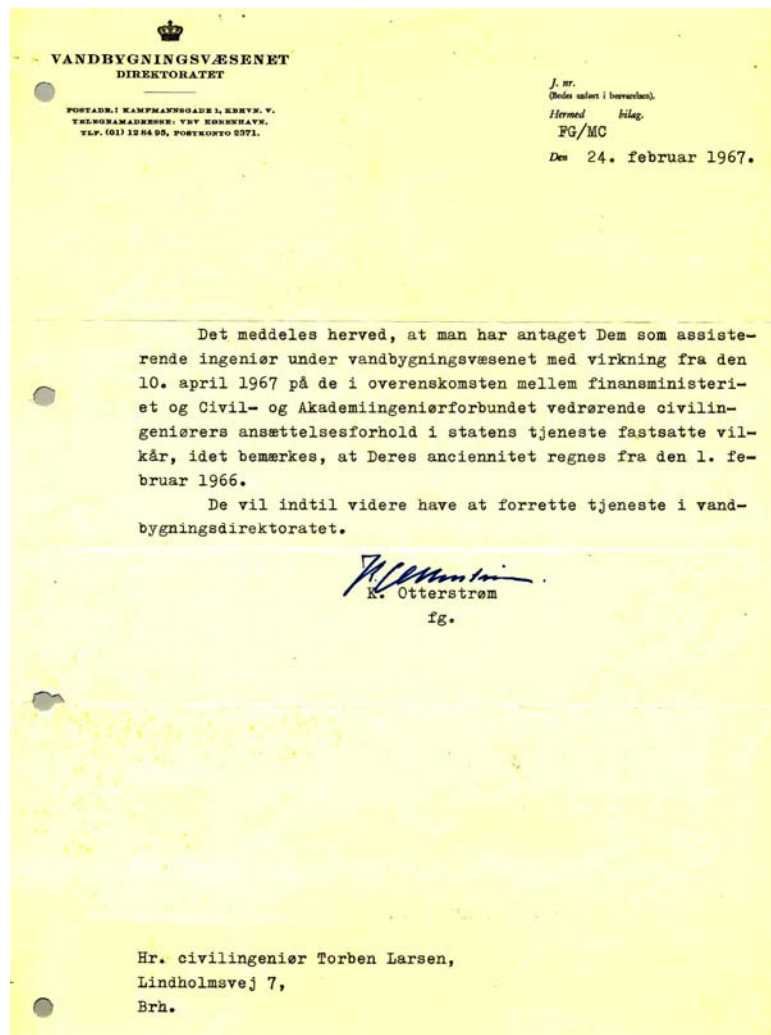 VANDBYGNINGSVÆSENET
DIREKTORATET
POSTADR.: KAMPMANNSGADE 1, KBHVN. V.
TELEGRAMADRESSE: VBV KØBENHAVN.
TLF. (01) 12 84 95, POSTKONTO 2371.
J. nr.
(Bedes anført i besvarelsen).
Hermed bilag.
FG/MC
Den 24. februar 1967.
Det meddeles herved, at man har antaget Dem som assiste-
rende ingeniør under vandbygningsvæsenet med virkning fra den
10. april 1967 på de i overenskomsten mellem finansministeri-
et og Civil- og Akademiingeniørforbundet vedrørende civilin-
geniørers ansættelsesforhold i statens tjeneste fastsatte vil-
kår, idet bemærkes, at Deres anciennitet regnes fra den 1. fe-
bruar 1966.
De vil indtil videre have at forrette tjeneste i vand-
bygningsdirektoratet.
K. Otterstrøm
fg.
Hr. civilingeniør Torben Larsen,
Lindholmsvej 7,
Brh.